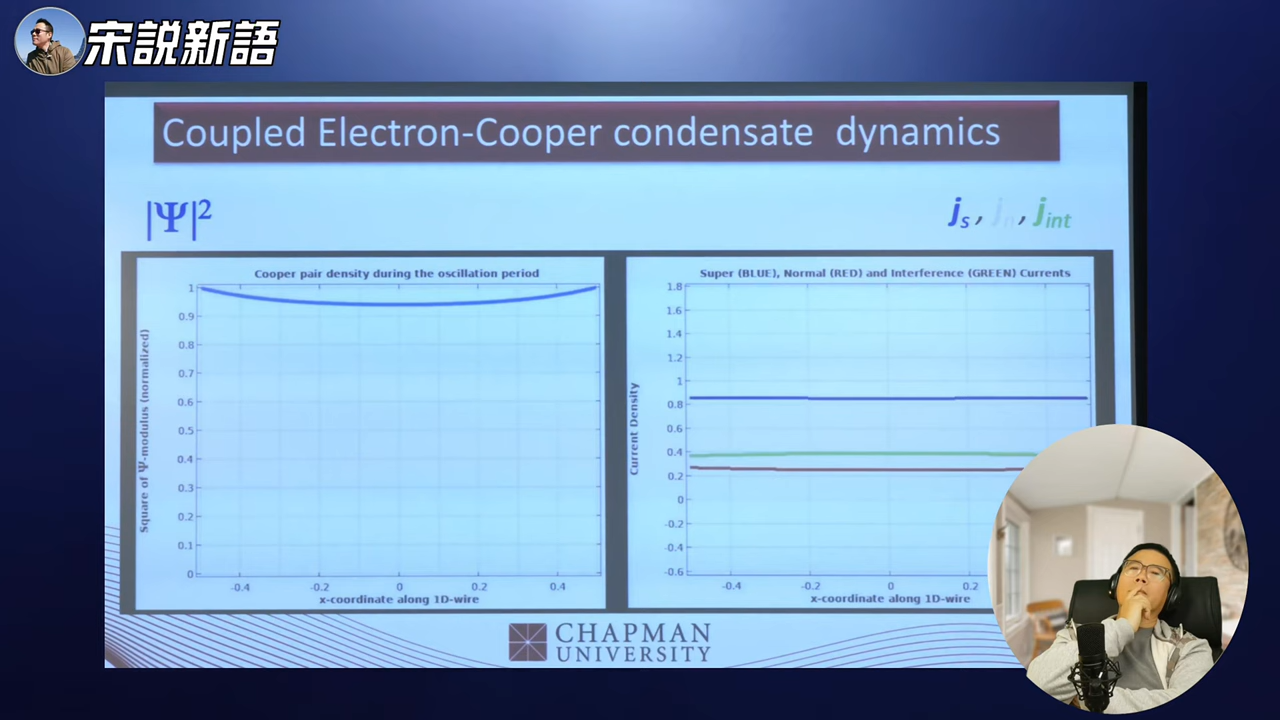 宋説新語
Coupled Electron-Cooper condensate dynamics
|Ψ|²
js, jn, jint
Cooper pair density during the oscillation period
Super (BLUE), Normal (RED) and Interference (GREEN) Currents
Square of Ψ-modulus (normalized)
1
0.9
0.8
0.7
0.6
0.5
0.4
0.3
0.2
0.1
0
-0.4 -0.2 0 0.2 0.4
x-coordinate along 1D-wire
Current Density
1.8
1.6
1.4
1.2
1
0.8
0.6
0.4
0.2
0
-0.2
-0.4
-0.6
-0.4 -0.2 0 0.2
x-coordinate along 1D-wire
CHAPMAN
UNIVERSITY